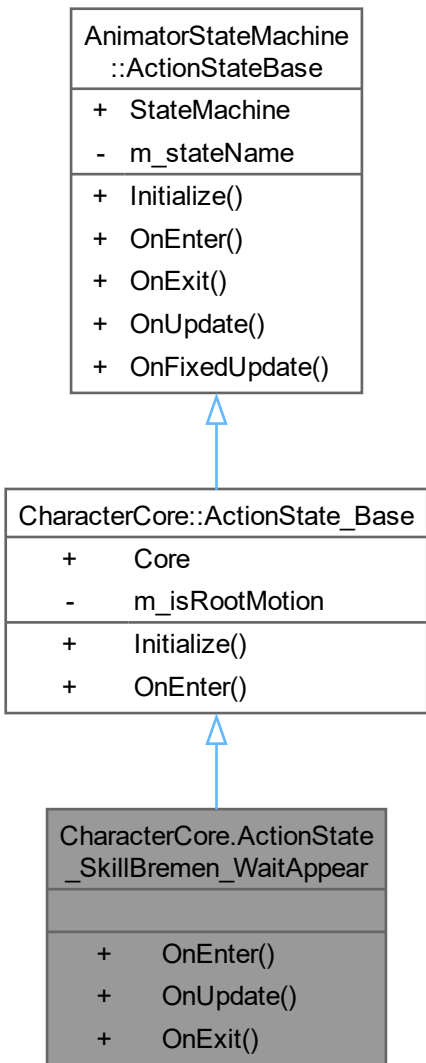 AnimatorStateMachine
::ActionStateBase
+ StateMachine
- m_stateName
+ Initialize()
+ OnEnter()
+ OnExit()
+ OnUpdate()
+ OnFixedUpdate()
CharacterCore::ActionState_Base
+ Core
- m_isRootMotion
+ Initialize()
+ OnEnter()
CharacterCore.ActionState
_SkillBremen_WaitAppear
+ OnEnter()
+ OnUpdate()
+ OnExit()